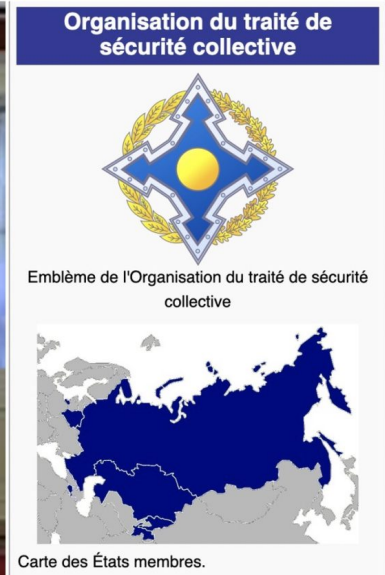 Organisation du traité de
sécurité collective
Emblème de l'Organisation du traité de sécurité
collective
Carte des États membres.